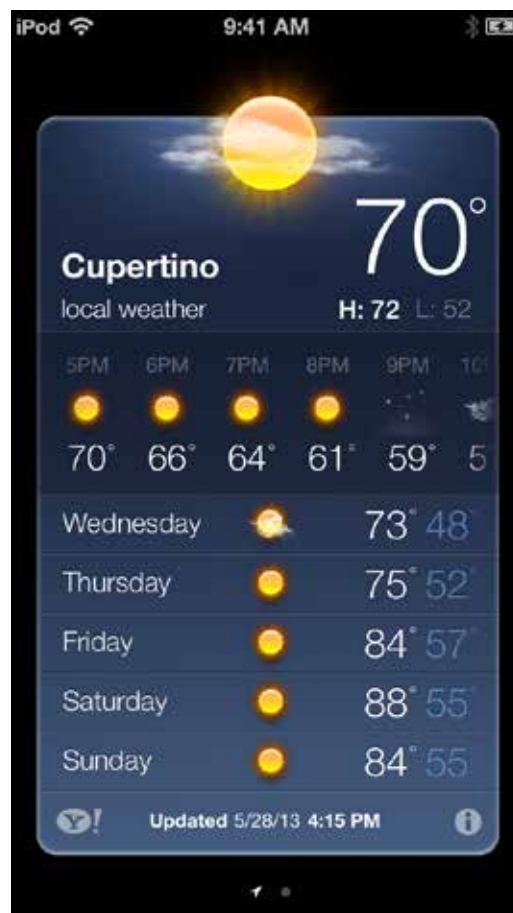 iPod 9:41 AM
70°
Cupertino
local weather
H: 72 L: 52
5PM 6PM 7PM 8PM 9PM
70° 66° 64° 61° 59°
Wednesday 73° 48°
Thursday 75° 52°
Friday 84° 57°
Saturday 88° 55°
Sunday 84° 55°
Y! Updated 5/28/13 4:15 PM i